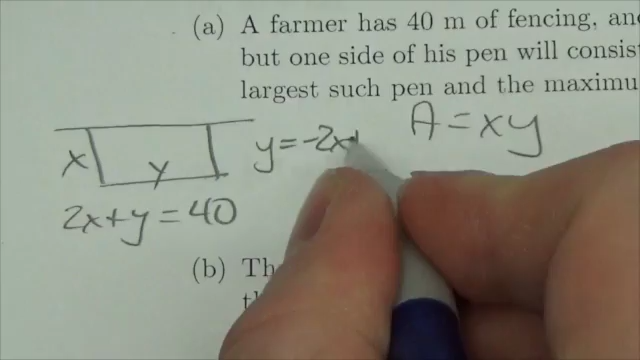 (a) A farmer has 40 m of fencing, and
but one side of his pen will consist
largest such pen and the maximu
A = xy
x y y = -2x+
2x+y = 40
(b) Th